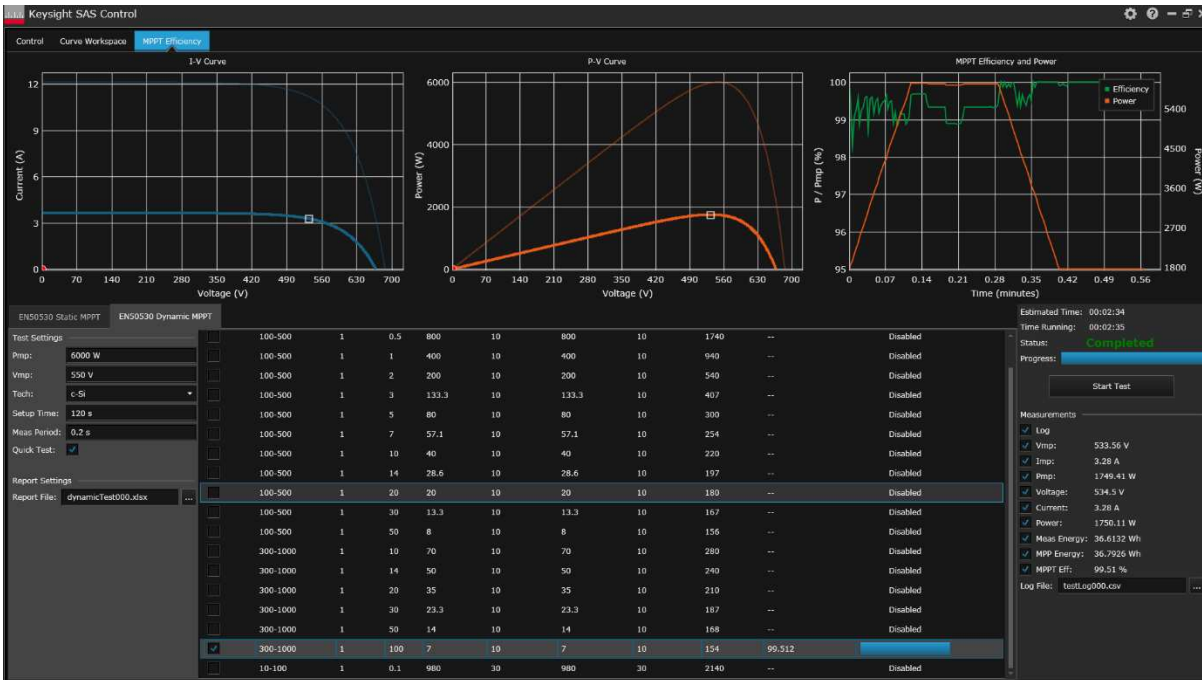 Keysight SAS Control
Control Curve Workspace MPPT Efficiency
I-V Curve
12
9
6
3
0
Current (A)
0 70 140 210 280 350 420 490 560 630 700
Voltage (V)
P-V Curve
6000
4000
2000
0
Power (W)
0 70 140 210 280 350 420 490 560 630 700
Voltage (V)
MPPT Efficiency and Power
100
99
98
97
96
95
P / Pmp (%)
Efficiency
Power
5400
4500
3600
2700
1800
Power (W)
0 0.07 0.14 0.21 0.28 0.35 0.42 0.49 0.56
Time (minutes)
EN50530 Static MPPT EN50530 Dynamic MPPT
Test Settings
Pmp: 6000 W
Vmp: 550 V
Tech: c-Si
Setup Time: 120 s
Meas Period: 0.2 s
Quick Test:
Report Settings
Report File: dynamicTest000.xlsx ...
100-500 1 0.5 800 10 800 10 1740 -- Disabled
100-500 1 1 400 10 400 10 940 -- Disabled
100-500 1 2 200 10 200 10 540 -- Disabled
100-500 1 3 133.3 10 133.3 10 407 -- Disabled
100-500 1 5 80 10 80 10 300 -- Disabled
100-500 1 7 57.1 10 57.1 10 254 -- Disabled
100-500 1 10 40 10 40 10 220 -- Disabled
100-500 1 14 28.6 10 28.6 10 197 -- Disabled
100-500 1 20 20 10 20 10 180 -- Disabled
100-500 1 30 13.3 10 13.3 10 167 -- Disabled
100-500 1 50 8 10 8 10 156 -- Disabled
300-1000 1 10 70 10 70 10 280 -- Disabled
300-1000 1 14 50 10 50 10 240 -- Disabled
300-1000 1 20 35 10 35 10 210 -- Disabled
300-1000 1 30 23.3 10 23.3 10 187 -- Disabled
300-1000 1 50 14 10 14 10 168 -- Disabled
300-1000 1 100 7 10 7 10 154 99.512
10-100 1 0.1 980 30 980 30 2140 -- Disabled
Estimated Time: 00:02:34
Time Running: 00:02:35
Status: Completed
Progress:
Start Test
Measurements
Log
Vmp: 533.56 V
Imp: 3.28 A
Pmp: 1749.41 W
Voltage: 534.5 V
Current: 3.28 A
Power: 1750.11 W
Meas Energy: 36.6132 Wh
MPP Energy: 36.7926 Wh
MPPT Eff: 99.51 %
Log File: testLog000.csv ...